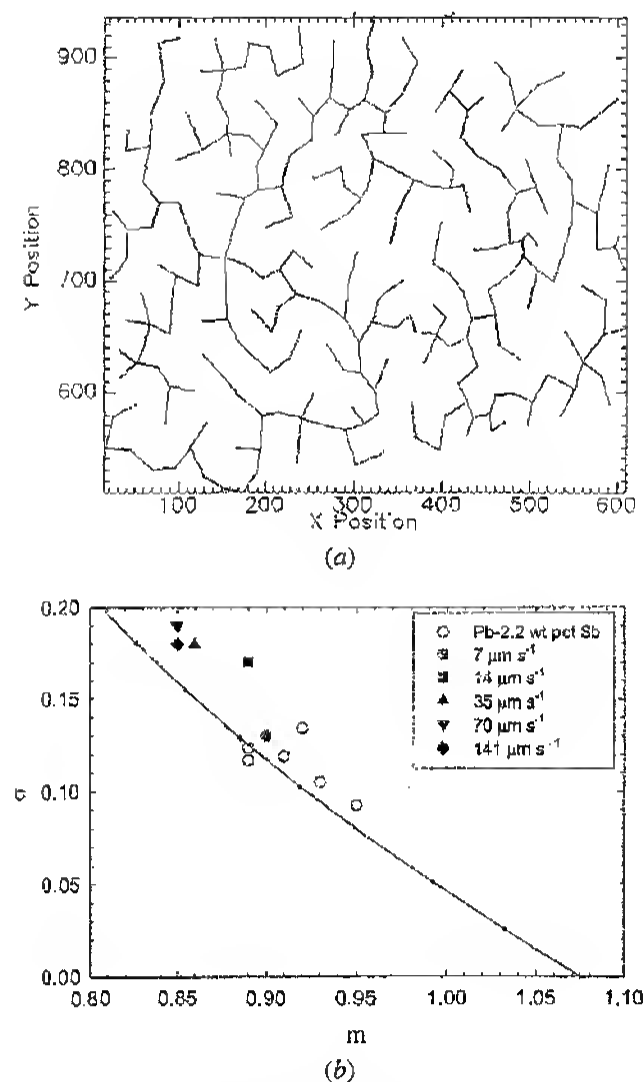 900
800
700
600
Y Position
100
200
300
400
500
600
X Position
(a)
0.20
0.15
0.10
0.05
0.00
σ
0.80
0.85
0.90
0.95
1.00
1.05
1.10
m
Pb-2.2 wt pct Sb
7 μm s⁻¹
14 μm s⁻¹
35 μm s⁻¹
70 μm s⁻¹
141 μm s⁻¹
(b)